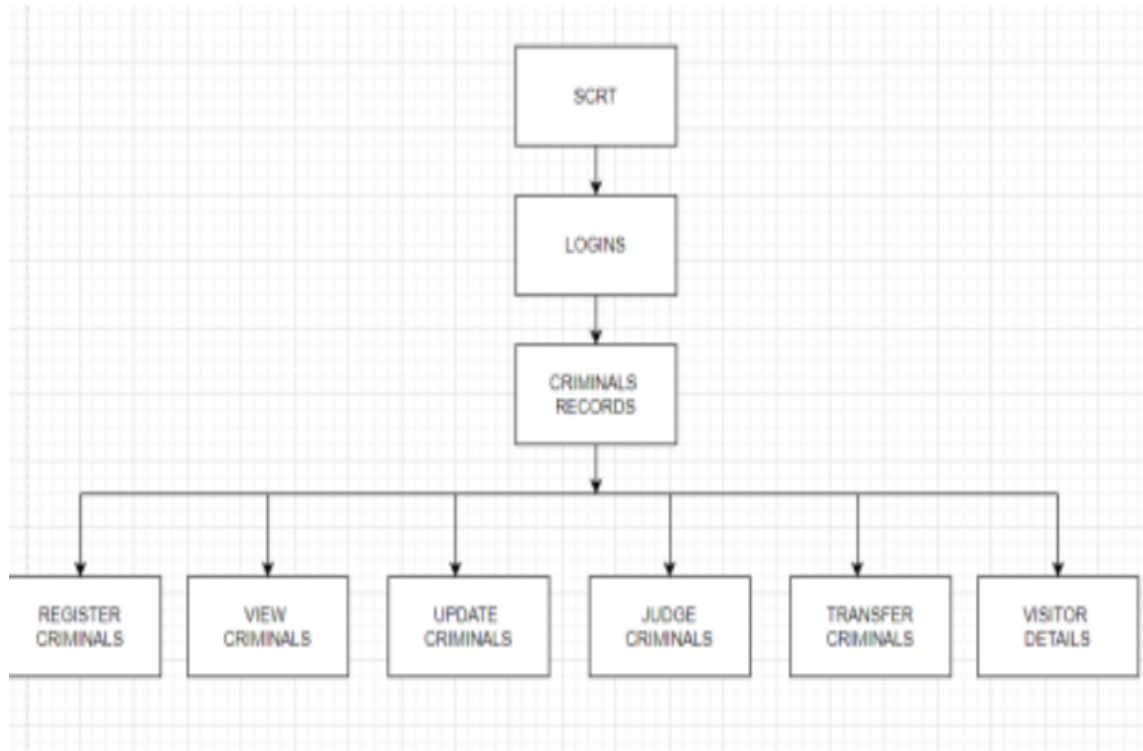 SCRT
LOGINS
CRIMINALS
RECORDS
REGISTER
CRIMINALS
VIEW
CRIMINALS
UPDATE
CRIMINALS
JUDGE
CRIMINALS
TRANSFER
CRIMINALS
VISITOR
DETAILS